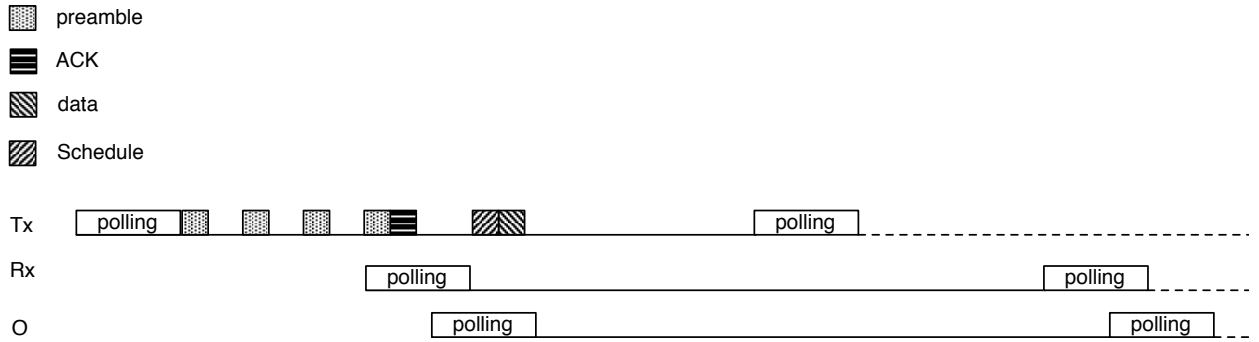 preamble
ACK
data
Schedule
Tx polling polling
Rx polling polling
O polling polling